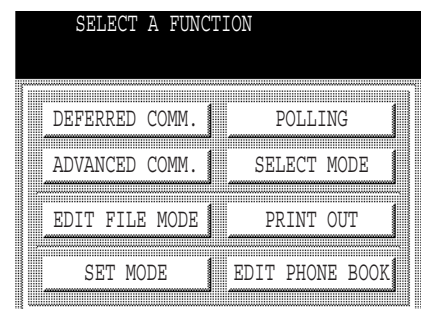 SELECT A FUNCTION
DEFERRED COMM. POLLING
ADVANCED COMM. SELECT MODE
EDIT FILE MODE PRINT OUT
SET MODE EDIT PHONE BOOK